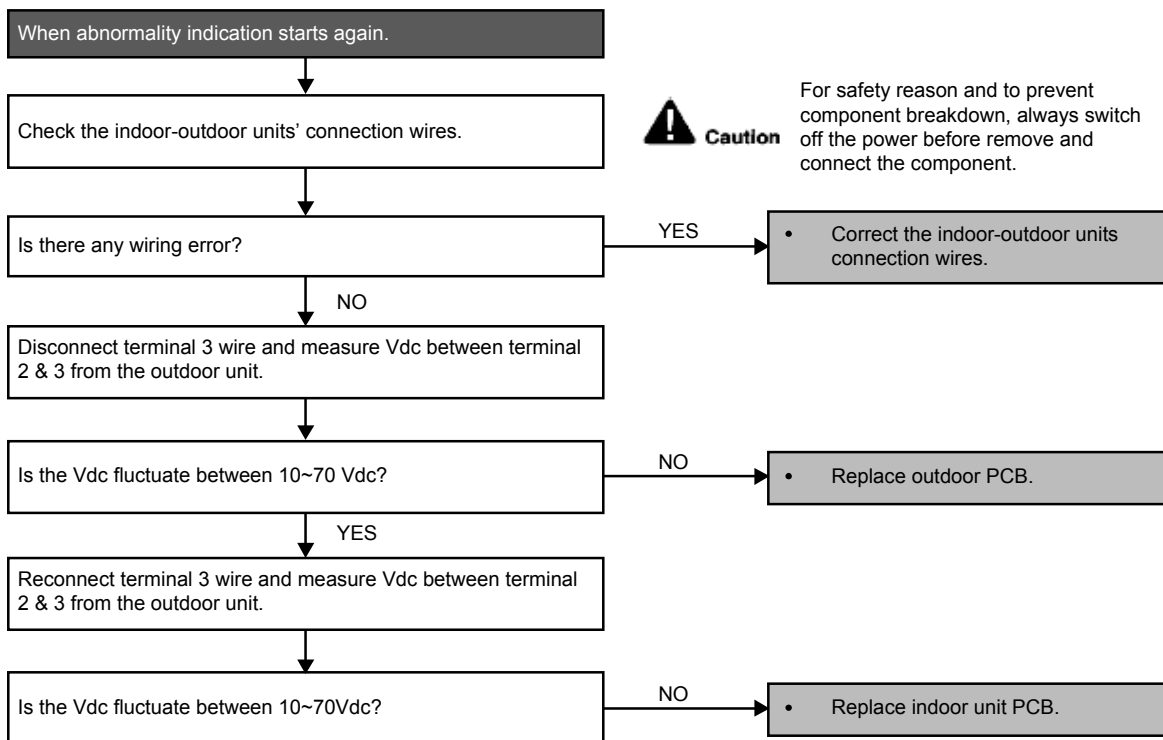 When abnormality indication starts again.
Check the indoor-outdoor units’ connection wires.
Caution
For safety reason and to prevent
component breakdown, always switch
off the power before remove and
connect the component.
Is there any wiring error?
YES
• Correct the indoor-outdoor units
connection wires.
NO
Disconnect terminal 3 wire and measure Vdc between terminal
2 & 3 from the outdoor unit.
Is the Vdc fluctuate between 10~70 Vdc?
NO
• Replace outdoor PCB.
YES
Reconnect terminal 3 wire and measure Vdc between terminal
2 & 3 from the outdoor unit.
Is the Vdc fluctuate between 10~70Vdc?
NO
• Replace indoor unit PCB.